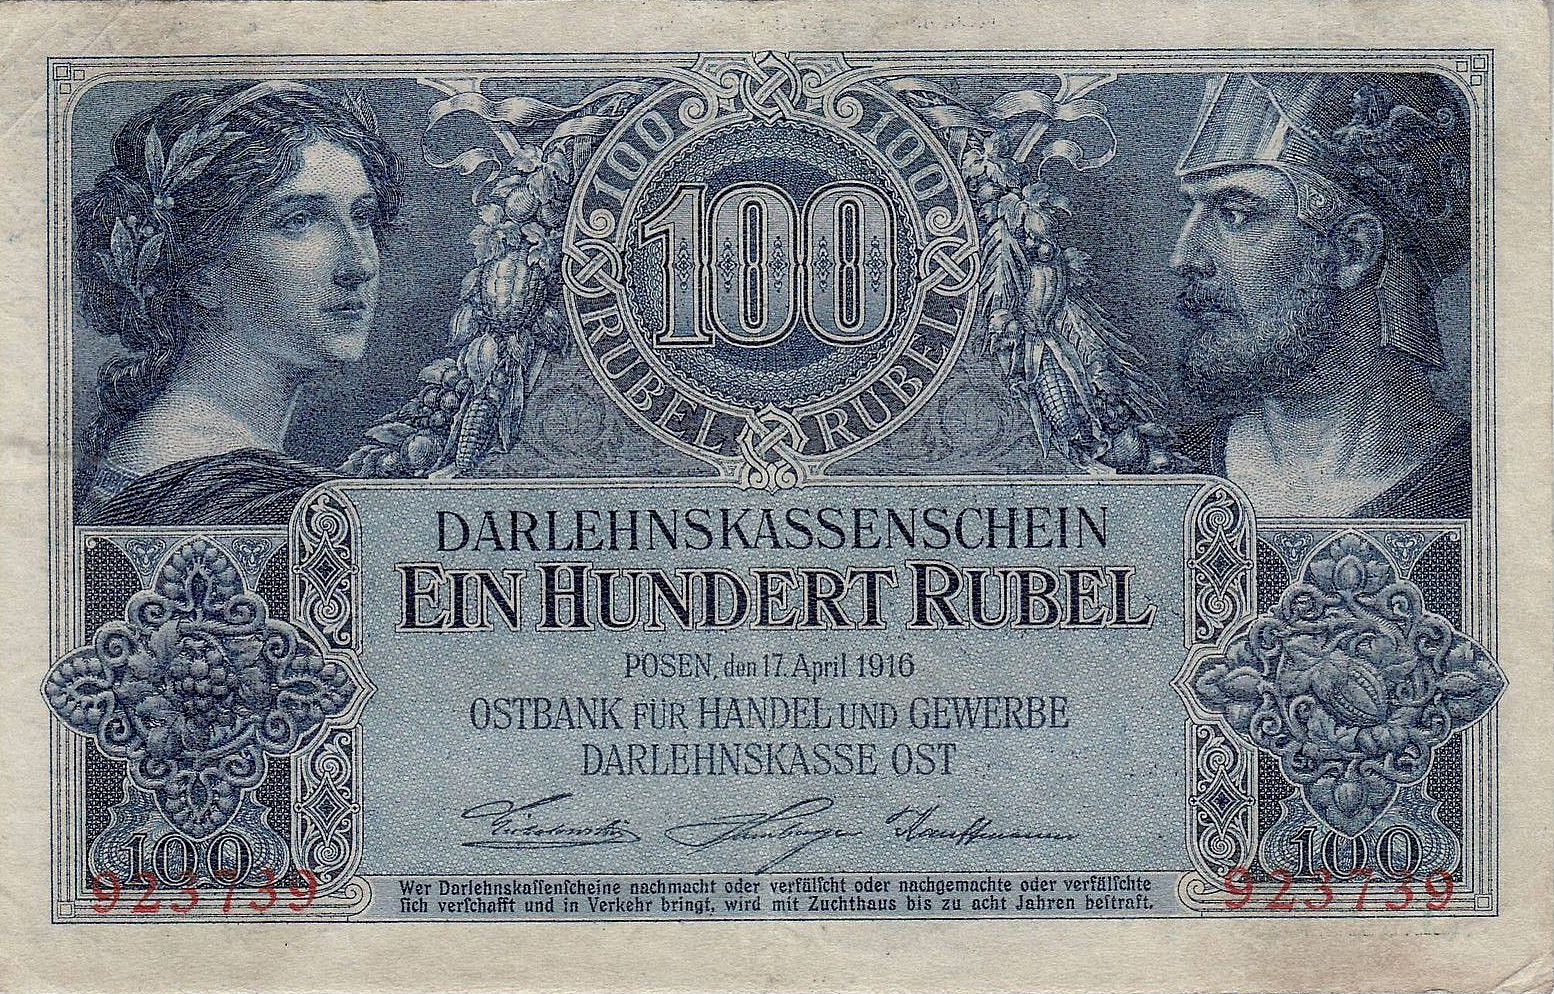 100 100
100
RUBEL RUBEL
DARLEHNSKASSENSCHEIN
EIN HUNDERT RUBEL
POSEN, den 17. April 1916
OSTBANK FÜR HANDEL UND GEWERBE
DARLEHNSKASSE OST
Kauffmann
100 100
923739 923739
Wer Darlehnskaſſenſcheine nachmacht oder verfälſcht oder nachgemachte oder verfälſchte
ſich verſchafft und in Verkehr bringt, wird mit Zuchthaus bis zu acht Jahren beſtraft.